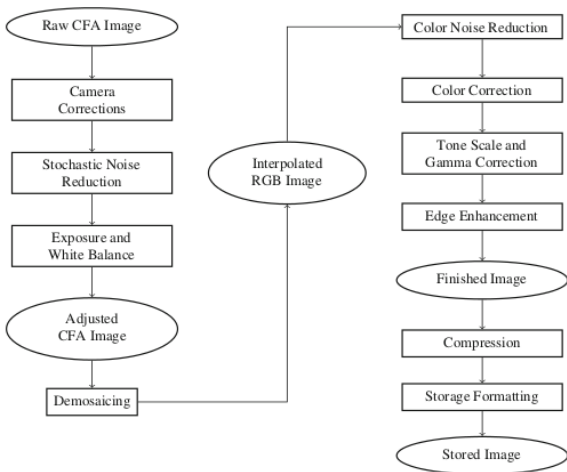 Raw CFA Image
Camera
Corrections
Stochastic Noise
Reduction
Exposure and
White Balance
Adjusted
CFA Image
Demosaicing
Interpolated
RGB Image
Color Noise Reduction
Color Correction
Tone Scale and
Gamma Correction
Edge Enhancement
Finished Image
Compression
Storage Formatting
Stored Image